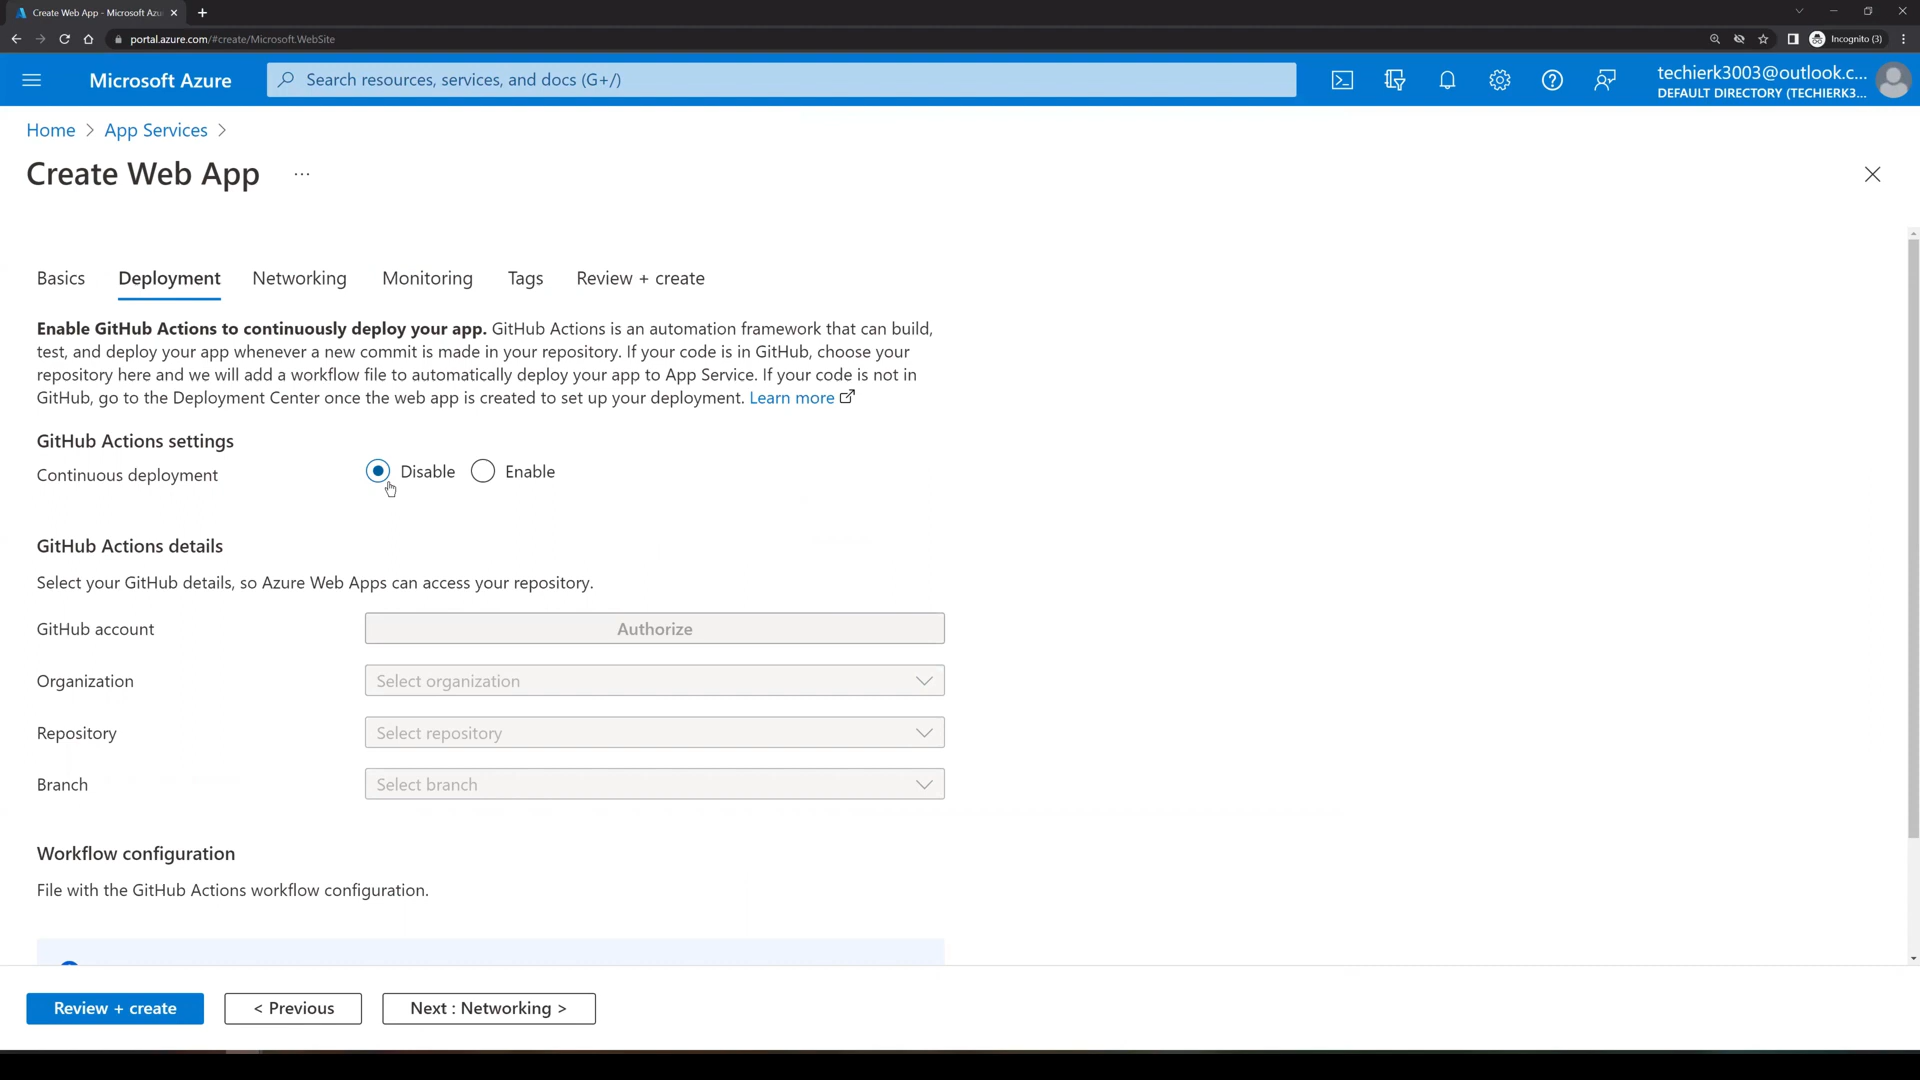 Create Web App - Microsoft Azu
portal.azure.com/#create/Microsoft.WebSite
Incognito (3)
Microsoft Azure
Search resources, services, and docs (G+/)
techierk3003@outlook.c...
DEFAULT DIRECTORY (TECHIERK3...
Home > App Services >
Create Web App ...
Basics Deployment Networking Monitoring Tags Review + create
Enable GitHub Actions to continuously deploy your app. GitHub Actions is an automation framework that can build,
test, and deploy your app whenever a new commit is made in your repository. If your code is in GitHub, choose your
repository here and we will add a workflow file to automatically deploy your app to App Service. If your code is not in
GitHub, go to the Deployment Center once the web app is created to set up your deployment. Learn more
GitHub Actions settings
Continuous deployment Disable Enable
GitHub Actions details
Select your GitHub details, so Azure Web Apps can access your repository.
GitHub account Authorize
Organization Select organization
Repository Select repository
Branch Select branch
Workflow configuration
File with the GitHub Actions workflow configuration.
Review + create < Previous Next : Networking >